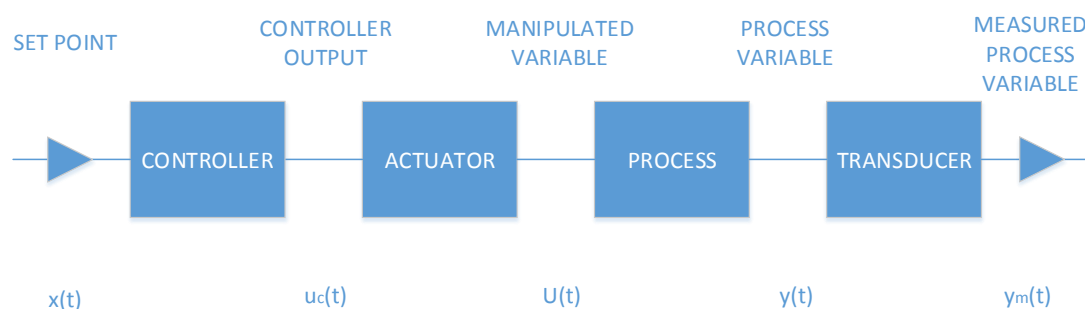 SET POINT
CONTROLLER
OUTPUT
MANIPULATED
VARIABLE
PROCESS
VARIABLE
MEASURED
PROCESS
VARIABLE
CONTROLLER
ACTUATOR
PROCESS
TRANSDUCER
x(t)
uc(t)
U(t)
y(t)
ym(t)